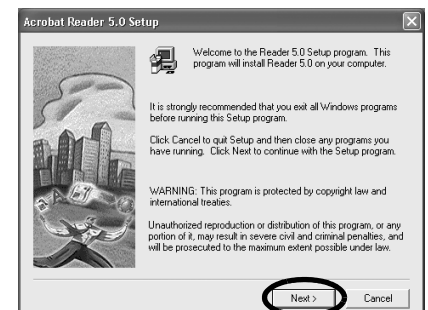 Acrobat Reader 5.0 Setup
Welcome to the Reader 5.0 Setup program. This
program will install Reader 5.0 on your computer.
It is strongly recommended that you exit all Windows programs
before running this Setup program.
Click Cancel to quit Setup and then close any programs you
have running. Click Next to continue with the Setup program.
WARNING: This program is protected by copyright law and
international treaties.
Unauthorized reproduction or distribution of this program, or any
portion of it, may result in severe civil and criminal penalties, and
will be prosecuted to the maximum extent possible under law.
Next >
Cancel